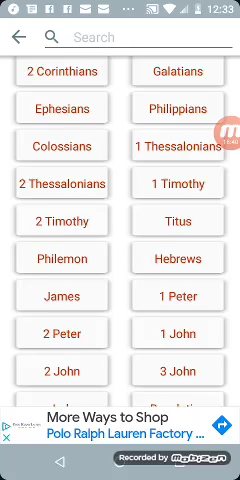 12:33
Search
2 Corinthians
Galatians
Ephesians
Philippians
Colossians
1 Thessalonians
2 Thessalonians
1 Timothy
2 Timothy
Titus
Philemon
Hebrews
James
1 Peter
2 Peter
1 John
2 John
3 John
More Ways to Shop
Polo Ralph Lauren Factory ...
Recorded by mobizen